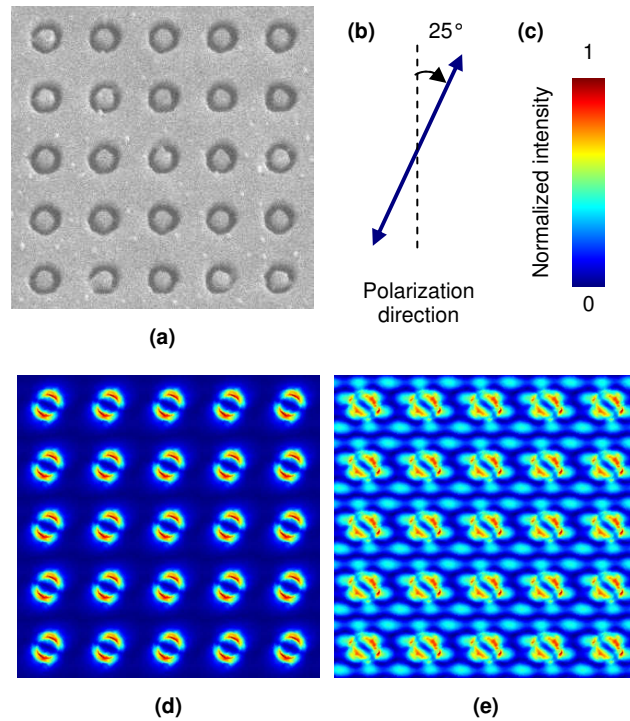 (b)
25°
(c)
1
Normalized intensity
0
Polarization
direction
(a)
(d)
(e)